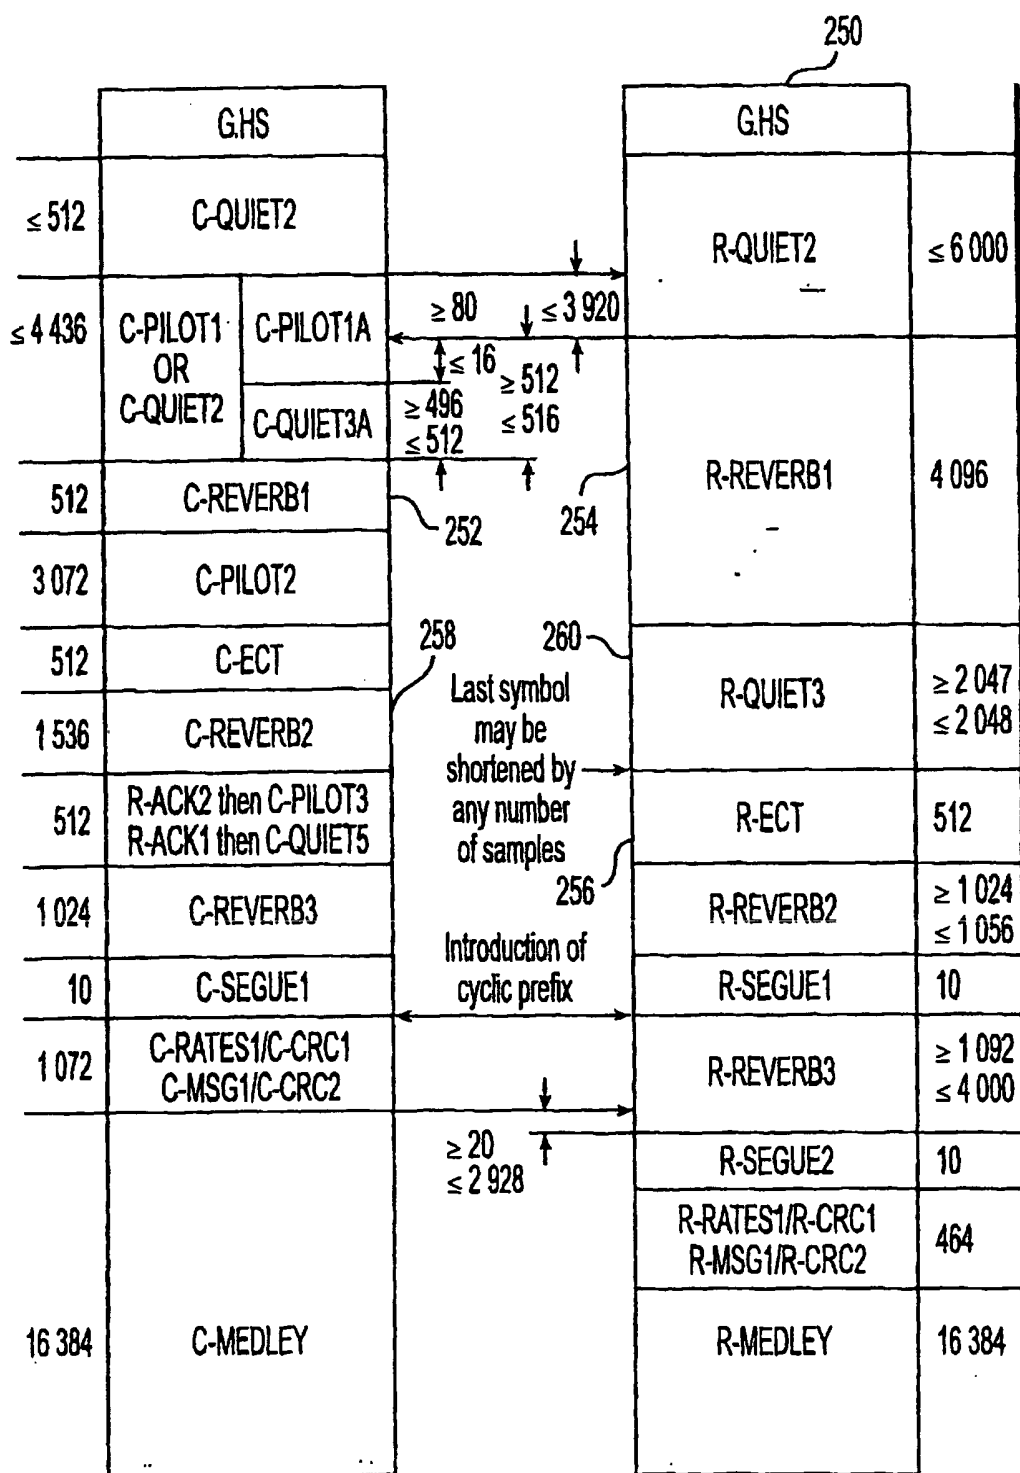 250
G.HS
≤ 512
C-QUIET2
≤ 4 436
C-PILOT1
OR
C-QUIET2
C-PILOT1A
C-QUIET3A
512
C-REVERB1
3 072
C-PILOT2
512
C-ECT
1 536
C-REVERB2
512
R-ACK2 then C-PILOT3
R-ACK1 then C-QUIET5
1 024
C-REVERB3
10
C-SEGUE1
1 072
C-RATES1/C-CRC1
C-MSG1/C-CRC2
16 384
C-MEDLEY
≥ 80
≤ 3 920
≤ 16
≥ 512
≤ 516
≥ 496
≤ 512
252
254
258
260
Last symbol
may be
shortened by
any number
of samples
256
Introduction of
cyclic prefix
≥ 20
≤ 2 928
G.HS
R-QUIET2
≤ 6 000
R-REVERB1
4 096
R-QUIET3
≥ 2 047
≤ 2 048
R-ECT
512
R-REVERB2
≥ 1 024
≤ 1 056
R-SEGUE1
10
R-REVERB3
≥ 1 092
≤ 4 000
R-SEGUE2
10
R-RATES1/R-CRC1
R-MSG1/R-CRC2
464
R-MEDLEY
16 384